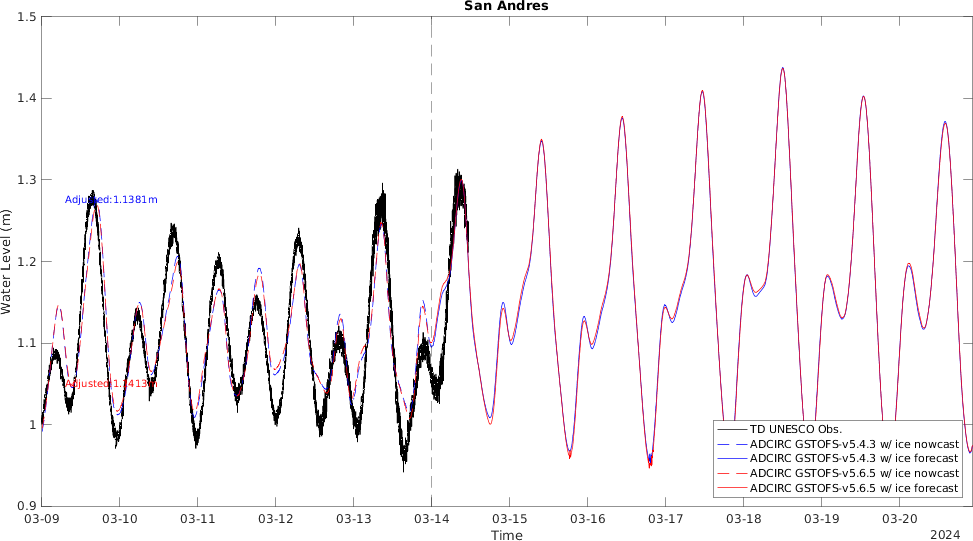 San Andres
1.5
1.4
1.3
1.2
1.1
1
0.9
Water Level (m)
Adjusted:1.1381m
Adjusted:1.1413m
TD UNESCO Obs.
ADCIRC GSTOFS-v5.4.3 w/ ice nowcast
ADCIRC GSTOFS-v5.4.3 w/ ice forecast
ADCIRC GSTOFS-v5.6.5 w/ ice nowcast
ADCIRC GSTOFS-v5.6.5 w/ ice forecast
03-09 03-10 03-11 03-12 03-13 03-14 03-15 03-16 03-17 03-18 03-19 03-20
Time
2024